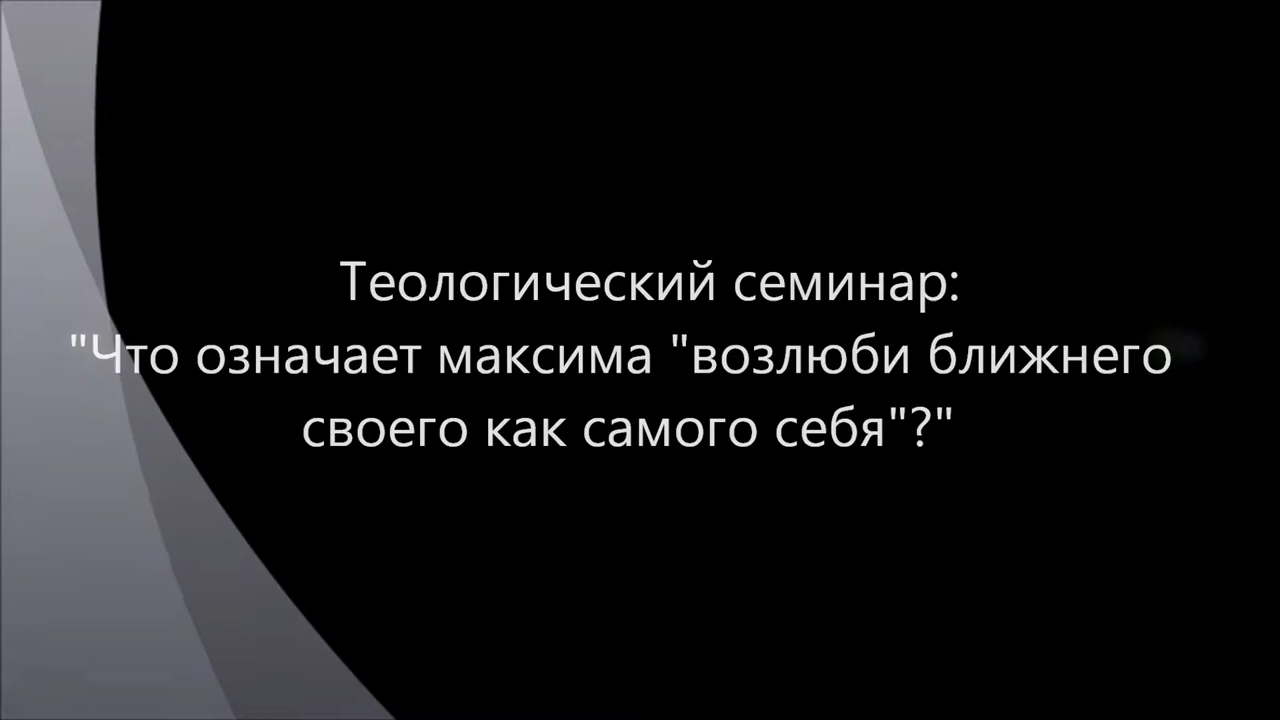 Теологический семинар:
"Что означает максима "возлюби ближнего
своего как самого себя"?"